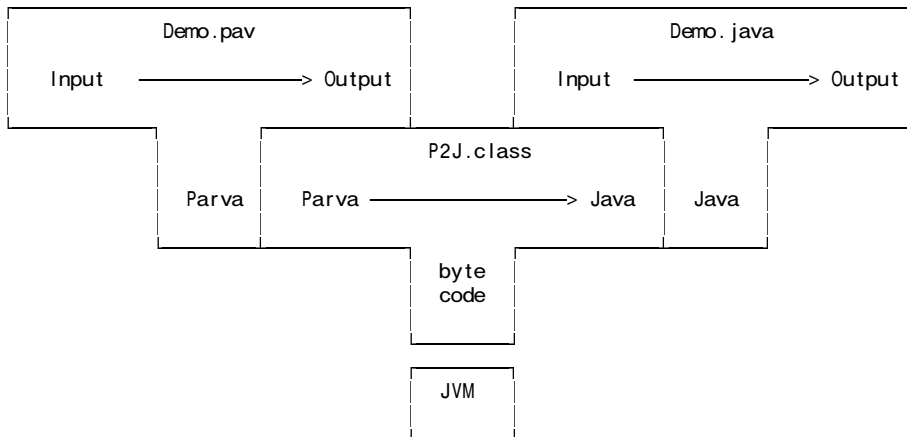 Demo.pav Demo.java
Input Output Input Output
P2J.class
Parva Parva Java Java
byte
code
JVM